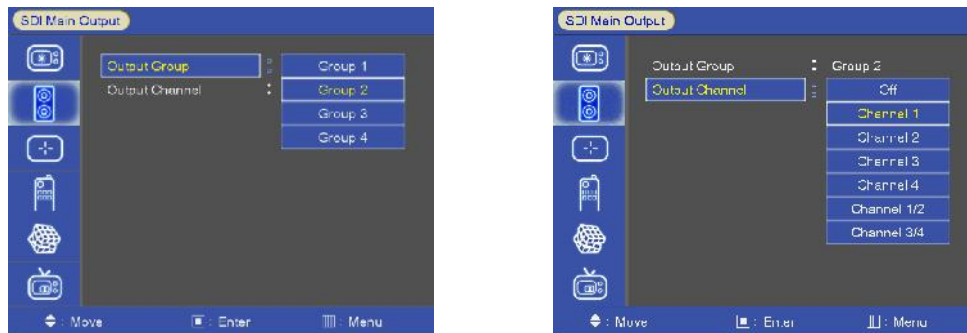 SDI Main Output
Output Group : Group 1
Output Channel : Group 2
Group 3
Group 4
Move : Enter : Menu
SDI Main Output
Output Group : Group 2
Output Channel : Off
Channel 1
Channel 2
Channel 3
Channel 4
Channel 1/2
Channel 3/4
: Move : Enter : Menu